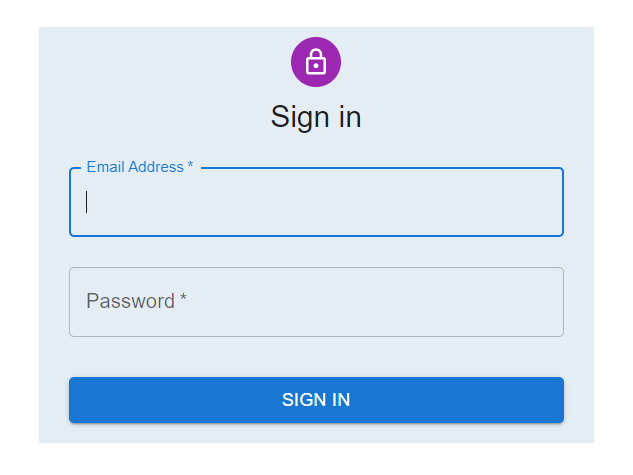 Sign in
Email Address *
Password *
SIGN IN